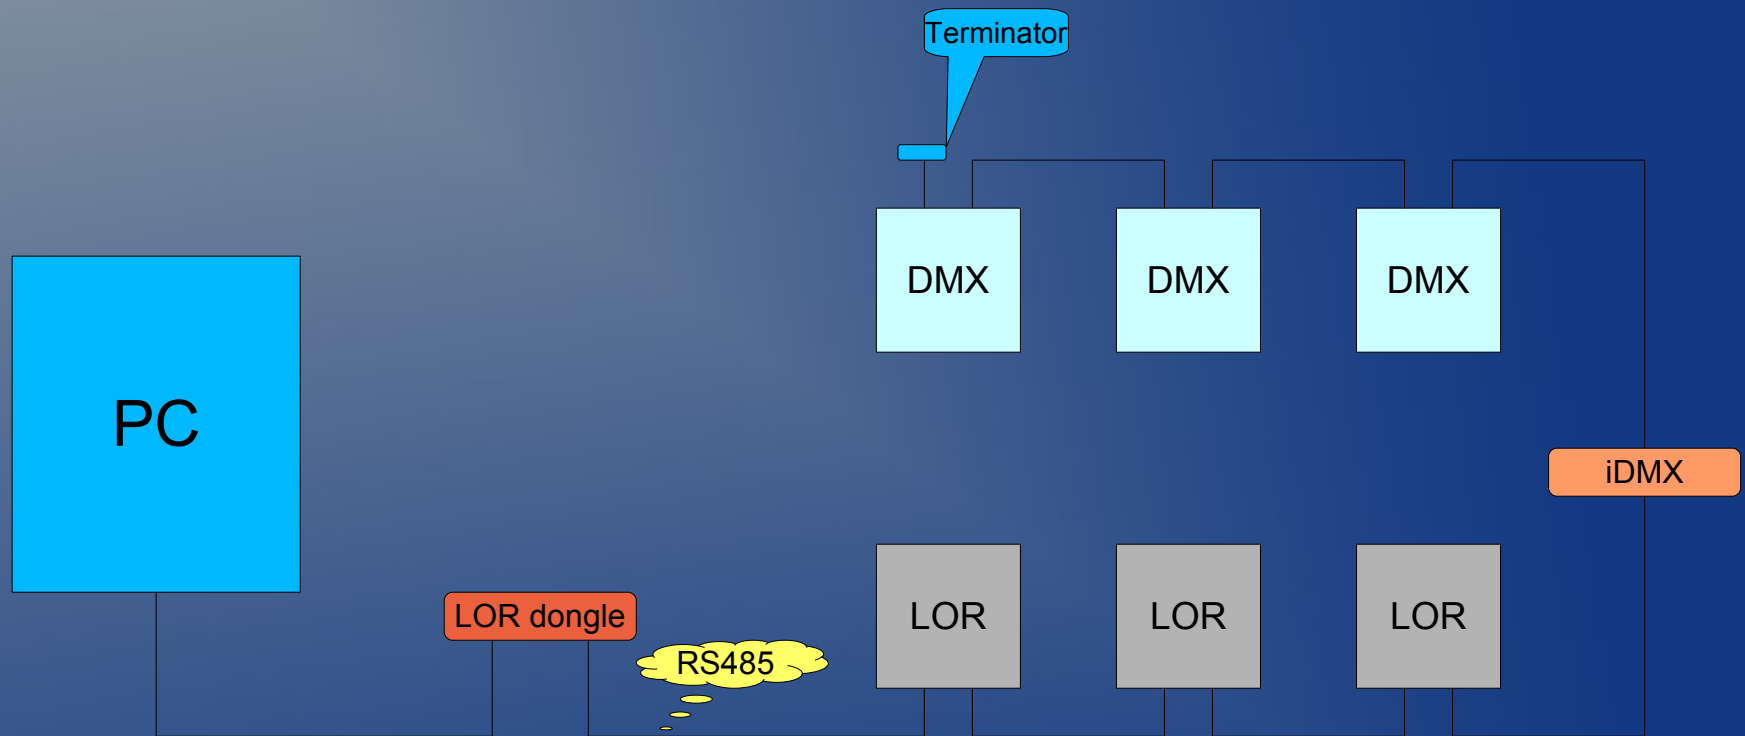 Terminator
DMX
DMX
DMX
PC
iDMX
LOR dongle
LOR
LOR
LOR
RS485